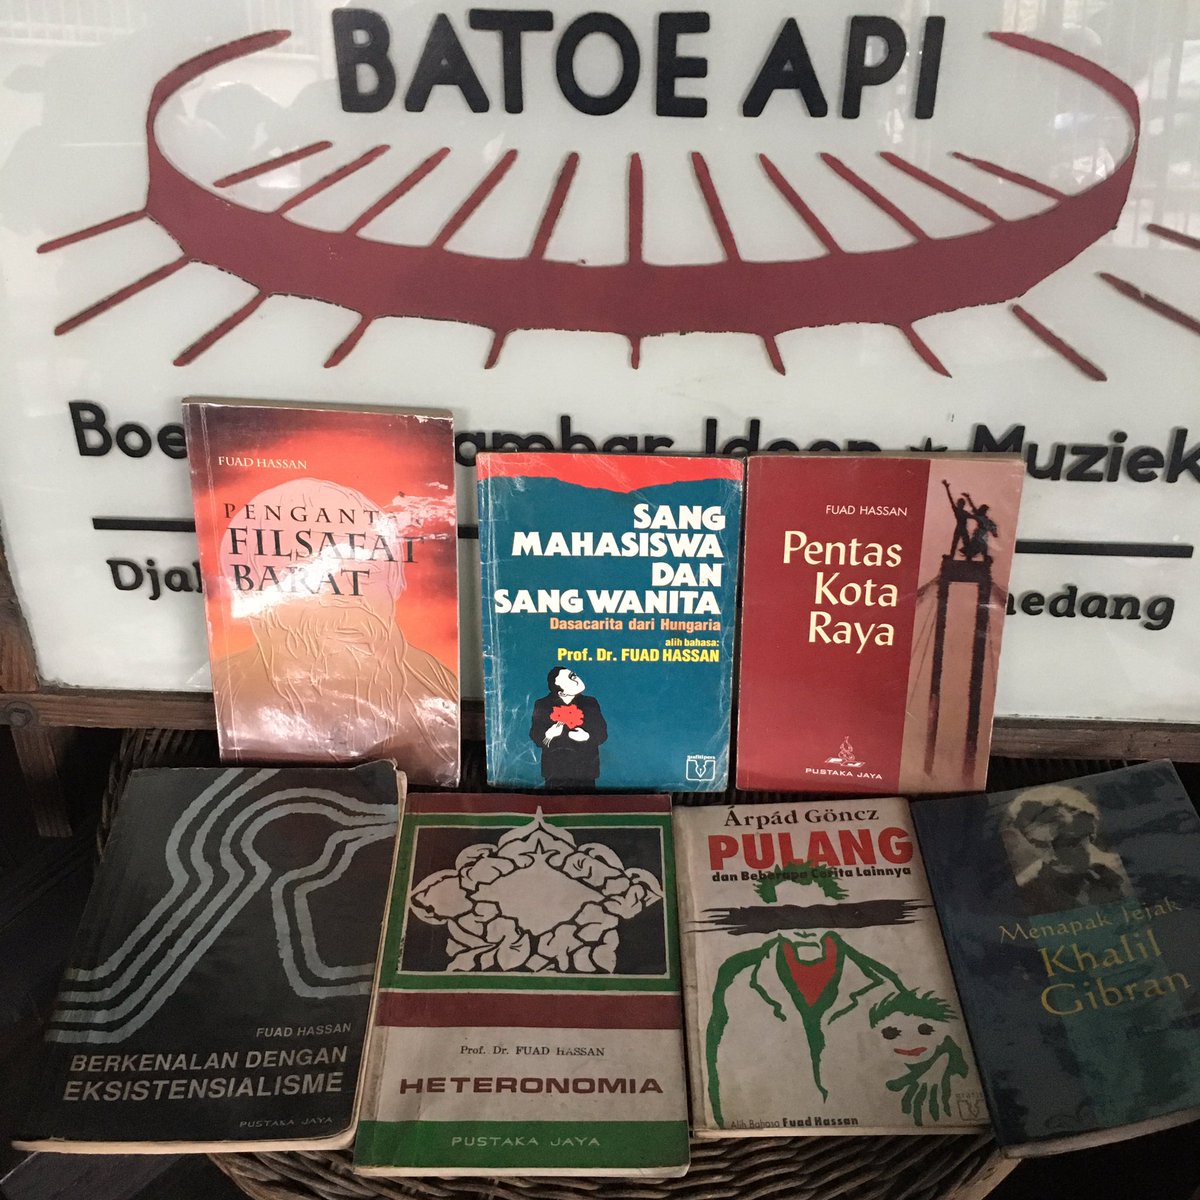 BATOE API
Boe ambar Ideep ★ Muziek
Djal nedang
FUAD HASSAN
PENGANT
FILSAFAT
BARAT
SANG
MAHASISWA
DAN
SANG WANITA
Dasacarita dari Hungaria
alih bahasa:
Prof. Dr. FUAD HASSAN
grafitipers
FUAD HASSAN
Pentas
Kota
Raya
PUSTAKA JAYA
FUAD HASSAN
BERKENALAN DENGAN
EKSISTENSIALISME
PUSTAKA JAYA
Prof. Dr. FUAD HASSAN
HETERONOMIA
PUSTAKA JAYA
Árpád Göncz
PULANG
dan Beberapa Cerita Lainnya
Alih Bahasa Fuad Hassan
Menapak Jejak
Khalil
Gibran